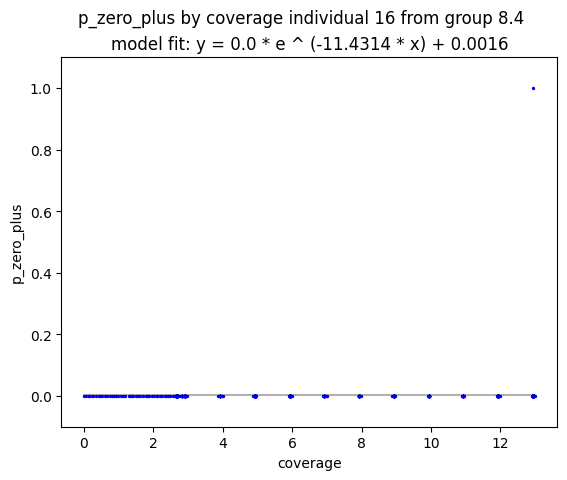 p_zero_plus by coverage individual 16 from group 8.4
model fit: y = 0.0 * e ^ (-11.4314 * x) + 0.0016
1.0
0.8
0.6
0.4
0.2
0.0
p_zero_plus
0 2 4 6 8 10 12
coverage